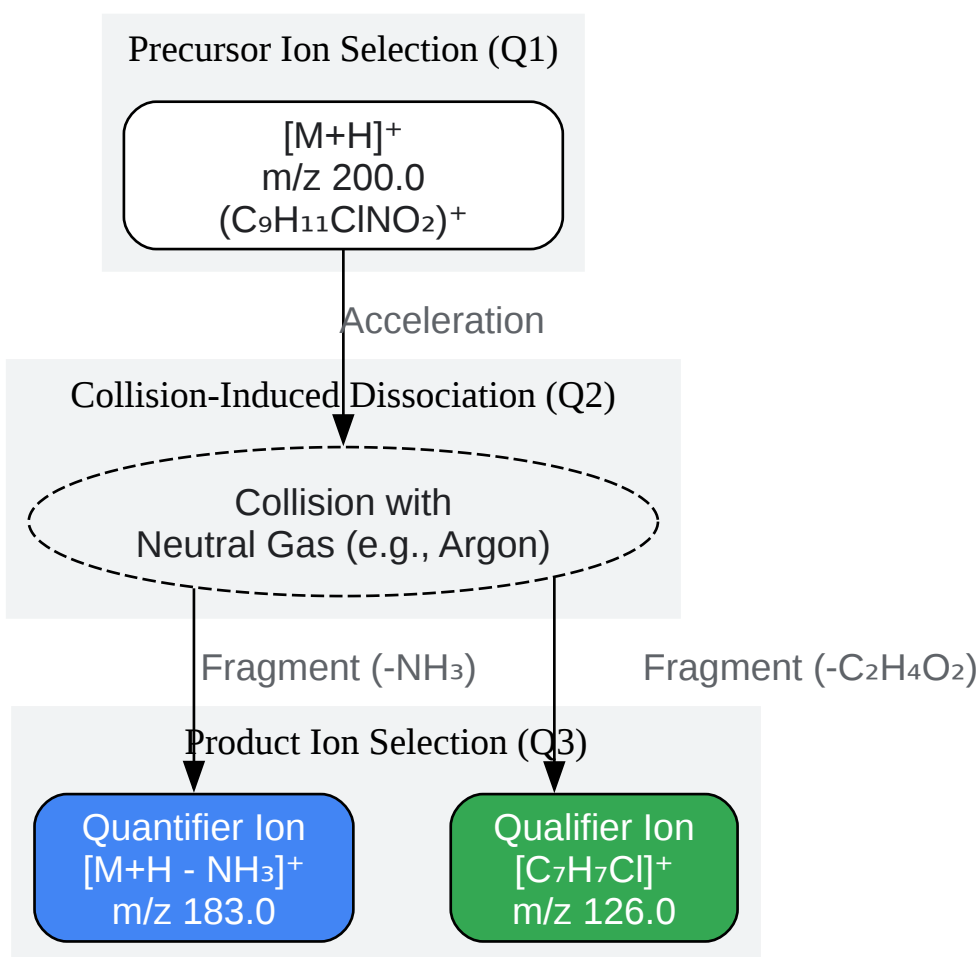 Precursor Ion Selection (Q1)
[M+H]⁺
m/z 200.0
(C₉H₁₁ClNO₂)⁺
Acceleration
Collision-Induced Dissociation (Q2)
Collision with
Neutral Gas (e.g., Argon)
Fragment (-NH₃)
Fragment (-C₂H₄O₂)
Product Ion Selection (Q3)
Quantifier Ion
[M+H - NH₃]⁺
m/z 183.0
Qualifier Ion
[C₇H₇Cl]⁺
m/z 126.0